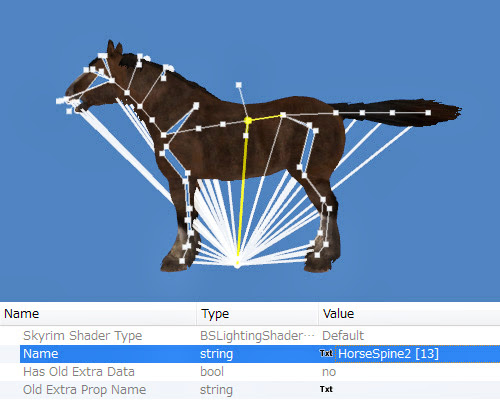 Name Type Value
Skyrim Shader Type BSLightingShader⋯ Default
Name string Txt HorseSpine2 [13]
Has Old Extra Data bool no
Old Extra Prop Name string Txt